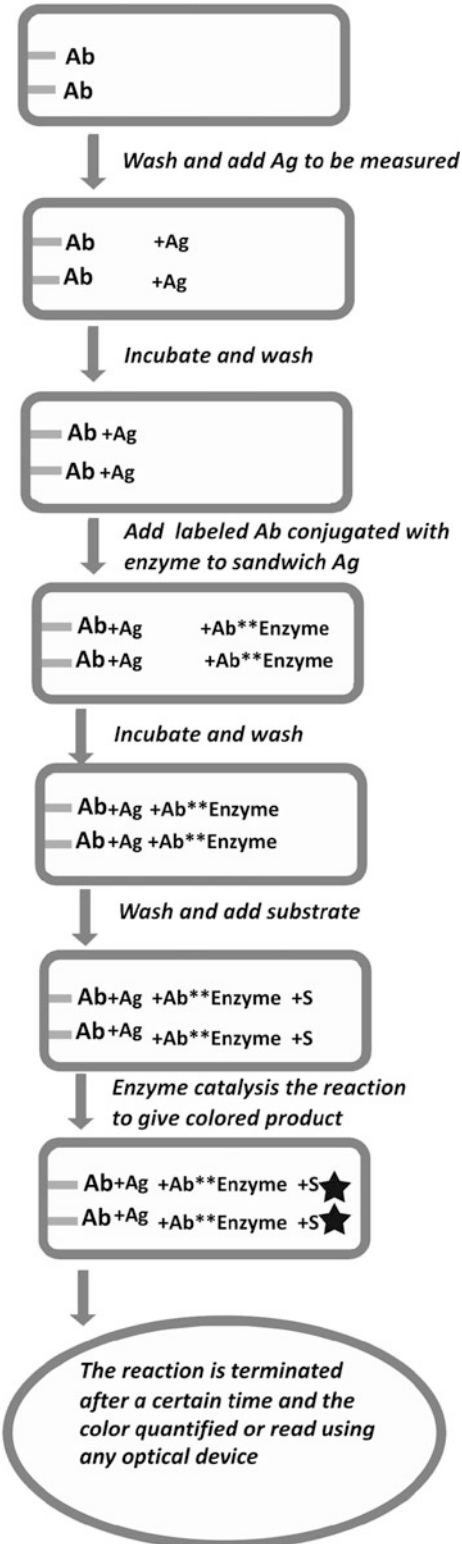 Ab
Ab
Wash and add Ag to be measured
Ab +Ag
Ab +Ag
Incubate and wash
Ab +Ag
Ab +Ag
Add labeled Ab conjugated with
enzyme to sandwich Ag
Ab+Ag +Ab**Enzyme
Ab+Ag +Ab**Enzyme
Incubate and wash
Ab+Ag +Ab**Enzyme
Ab+Ag +Ab**Enzyme
Wash and add substrate
Ab+Ag +Ab**Enzyme +S
Ab+Ag +Ab**Enzyme +S
Enzyme catalysis the reaction
to give colored product
Ab+Ag +Ab**Enzyme +S
Ab+Ag +Ab**Enzyme +S
The reaction is terminated
after a certain time and the
color quantified or read using
any optical device